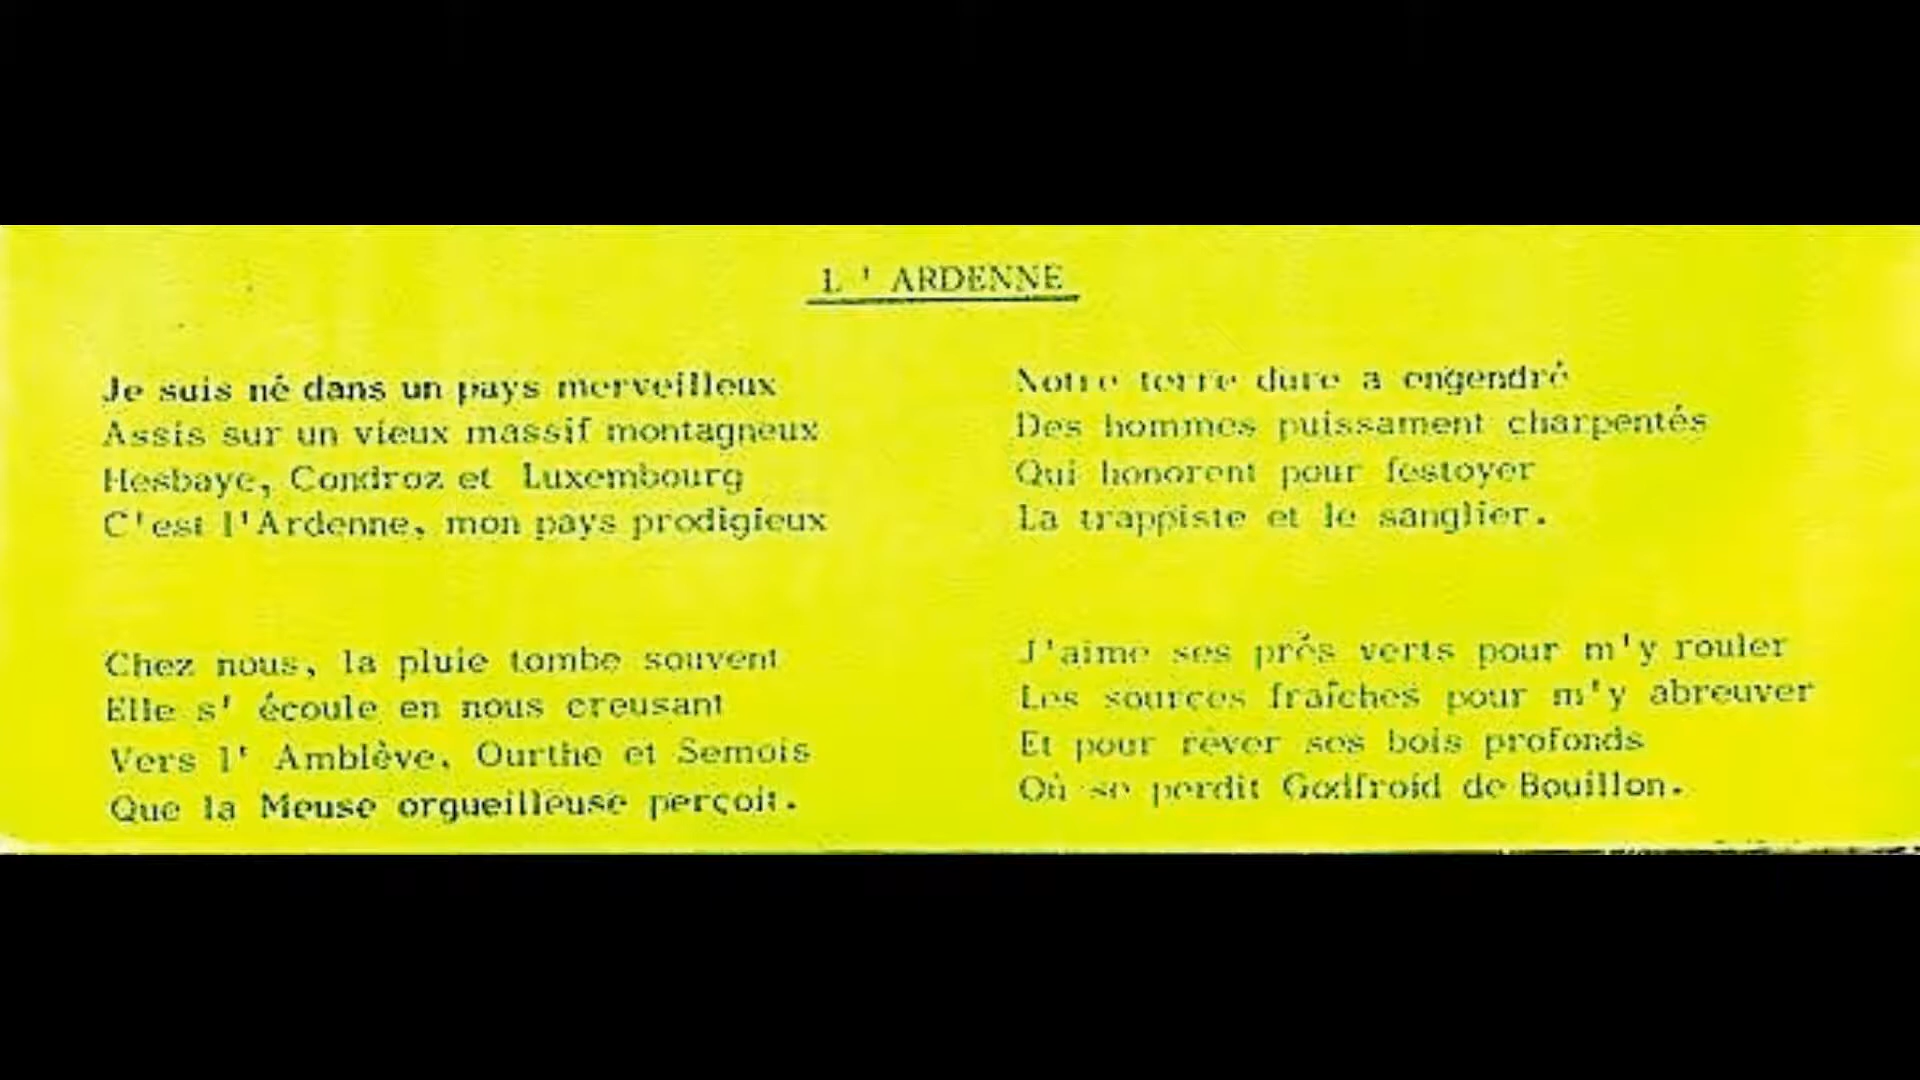 L ' ARDENNE
Je suis né dans un pays merveilleux
Assis sur un vieux massif montagneux
Hesbaye, Condroz et Luxembourg
C'est l'Ardenne, mon pays prodigieux
Chez nous, la pluie tombe souvent
Elle s' écoule en nous creusant
Vers l' Amblève, Ourthe et Semois
Que la Meuse orgueilleuse perçoit.
Notre terre dure a engendré
Des hommes puissament charpentés
Qui honorent pour festoyer
La trappiste et le sanglier.
J'aime ses prés verts pour m'y rouler
Les sources fraîches pour m'y abreuver
Et pour rêver ses bois profonds
Où se perdit Godfroid de Bouillon.